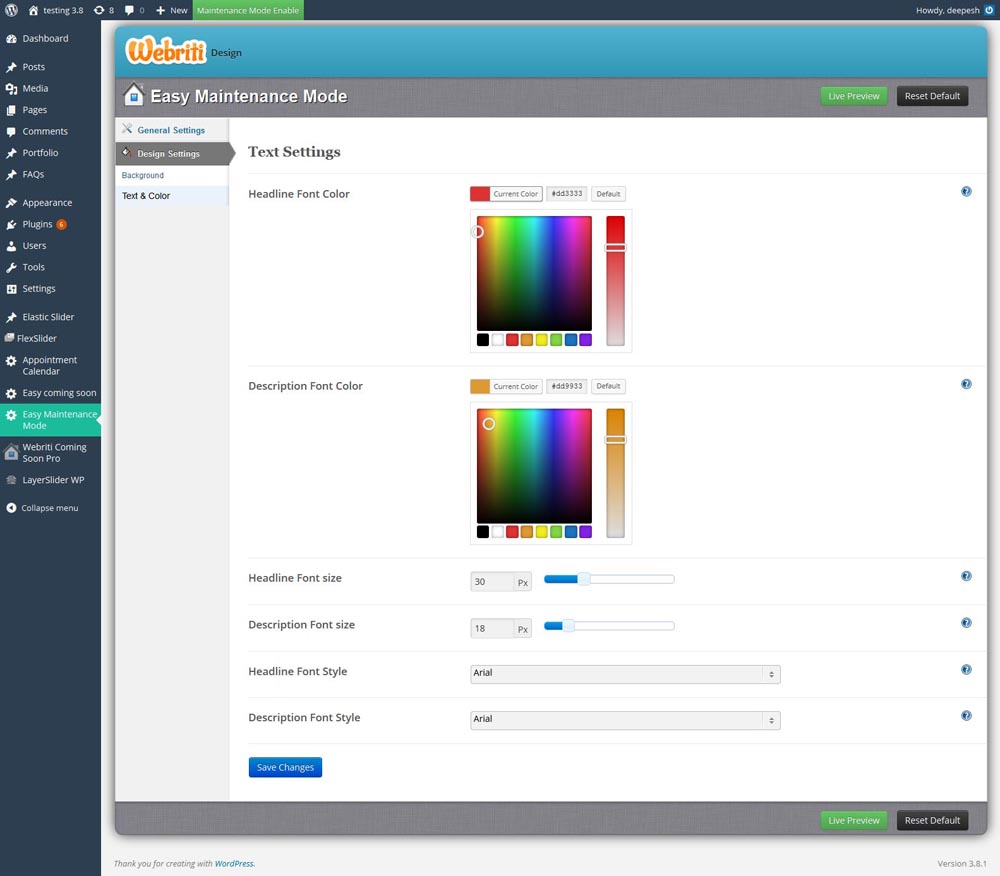 testing 3.8 8 0 New Maintenance Mode Enable Howdy, deepesh
Dashboard
Posts
Media
Pages
Comments
Portfolio
FAQs
Appearance
Plugins 6
Users
Tools
Settings
Elastic Slider
FlexSlider
Appointment
Calendar
Easy coming soon
Easy Maintenance
Mode
Webriti Coming
Soon Pro
LayerSlider WP
Collapse menu
Webriti Design
Easy Maintenance Mode
Live Preview Reset Default
General Settings
Design Settings
Background
Text & Color
Text Settings
Headline Font Color Current Color #dd3333 Default ?
Description Font Color Current Color #dd9933 Default ?
Headline Font size 30 Px ?
Description Font size 18 Px ?
Headline Font Style Arial ?
Description Font Style Arial ?
Save Changes
Live Preview Reset Default
Thank you for creating with WordPress. Version 3.8.1